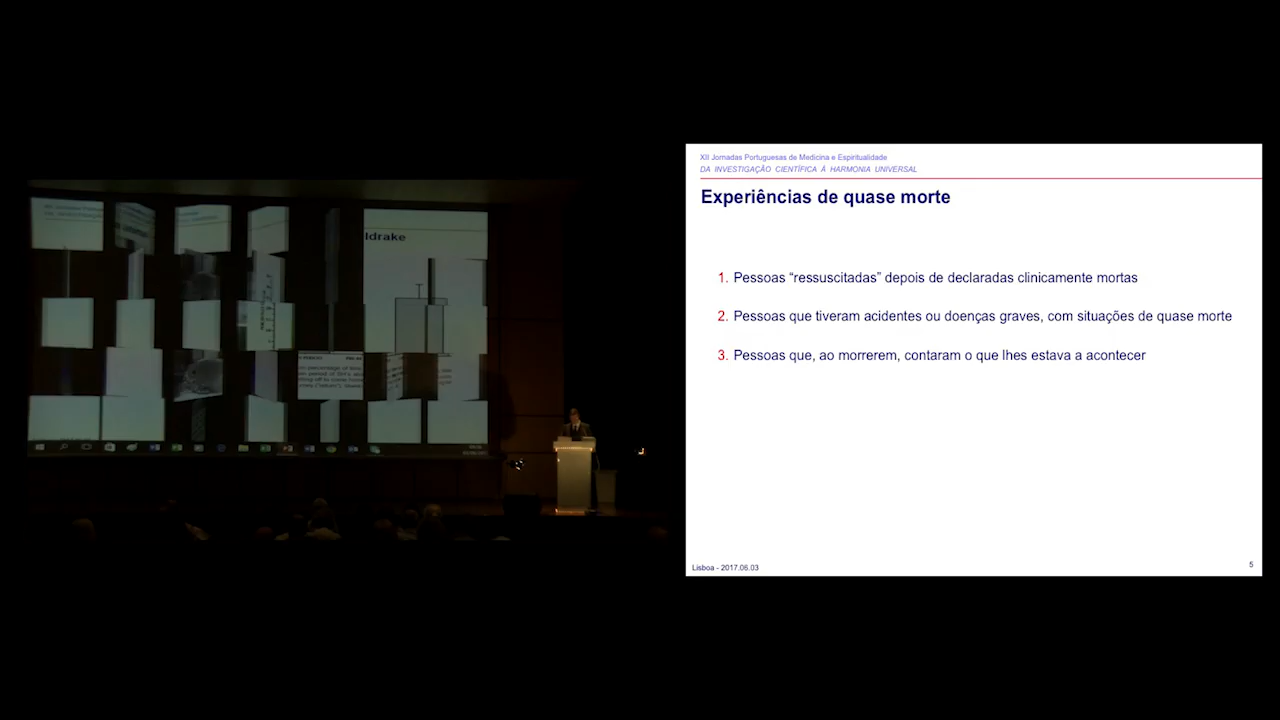 ldrake
XII Jornadas Portuguesas de Medicina e Espiritualidade
DA INVESTIGAÇÃO CIENTÍFICA À HARMONIA UNIVERSAL
Experiências de quase morte
1. Pessoas “ressuscitadas” depois de declaradas clinicamente mortas
2. Pessoas que tiveram acidentes ou doenças graves, com situações de quase morte
3. Pessoas que, ao morrerem, contaram o que lhes estava a acontecer
Lisboa - 2017.06.03
5